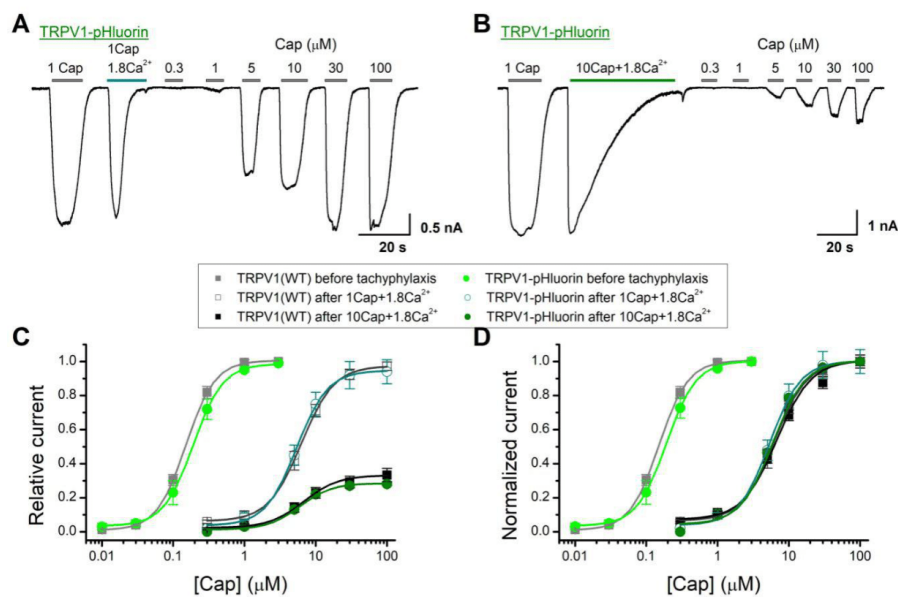 A
TRPV1-pHluorin
1Cap
Cap (μM)
1 Cap 1.8Ca²⁺ 0.3 1 5 10 30 100
0.5 nA
20 s
B
TRPV1-pHluorin
Cap (μM)
1 Cap 10Cap+1.8Ca²⁺ 0.3 1 5 10 30 100
1 nA
20 s
TRPV1(WT) before tachyphylaxis
TRPV1(WT) after 1Cap+1.8Ca²⁺
TRPV1(WT) after 10Cap+1.8Ca²⁺
TRPV1-pHluorin before tachyphylaxis
TRPV1-pHluorin after 1Cap+1.8Ca²⁺
TRPV1-pHluorin after 10Cap+1.8Ca²⁺
C
Relative current
1.0
0.8
0.6
0.4
0.2
0.0
0.01 0.1 1 10 100
[Cap] (μM)
D
Normalized current
1.0
0.8
0.6
0.4
0.2
0.0
0.01 0.1 1 10 100
[Cap] (μM)